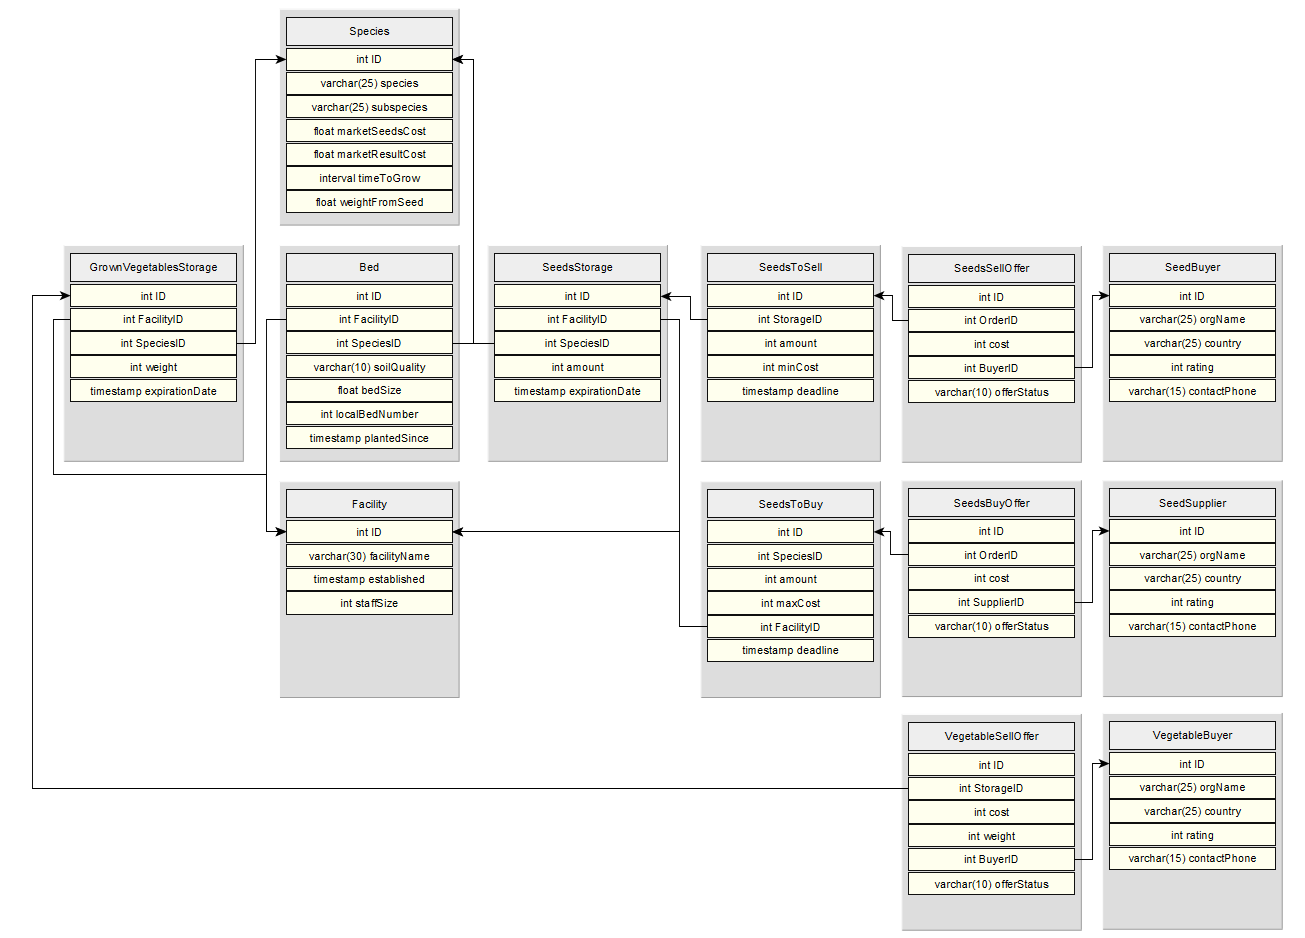 Species
int ID
varchar(25) species
varchar(25) subspecies
float marketSeedsCost
float marketResultCost
interval timeToGrow
float weightFromSeed
GrownVegetablesStorage
int ID
int FacilityID
int SpeciesID
int weight
timestamp expirationDate
Bed
int ID
int FacilityID
int SpeciesID
varchar(10) soilQuality
float bedSize
int localBedNumber
timestamp plantedSince
SeedsStorage
int ID
int FacilityID
int SpeciesID
int amount
timestamp expirationDate
SeedsToSell
int ID
int StorageID
int amount
int minCost
timestamp deadline
SeedsSellOffer
int ID
int OrderID
int cost
int BuyerID
varchar(10) offerStatus
SeedBuyer
int ID
varchar(25) orgName
varchar(25) country
int rating
varchar(15) contactPhone
Facility
int ID
varchar(30) facilityName
timestamp established
int staffSize
SeedsToBuy
int ID
int SpeciesID
int amount
int maxCost
int FacilityID
timestamp deadline
SeedsBuyOffer
int ID
int OrderID
int cost
int SupplierID
varchar(10) offerStatus
SeedSupplier
int ID
varchar(25) orgName
varchar(25) country
int rating
varchar(15) contactPhone
VegetableSellOffer
int ID
int StorageID
int cost
int weight
int BuyerID
varchar(10) offerStatus
VegetableBuyer
int ID
varchar(25) orgName
varchar(25) country
int rating
varchar(15) contactPhone